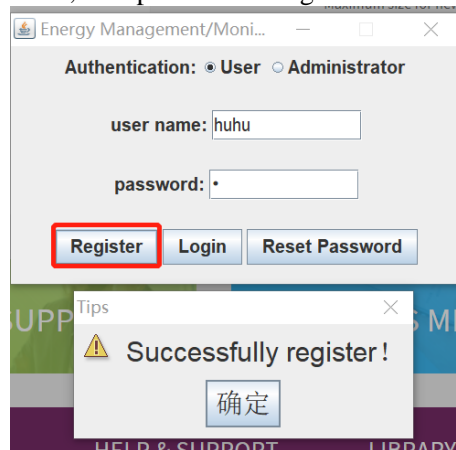 Energy Management/Moni...
Authentication: User Administrator
user name: huhu
password: •
Register Login Reset Password
Tips
Successfully register!
确定
HELP & SUPPORT LIBRARY